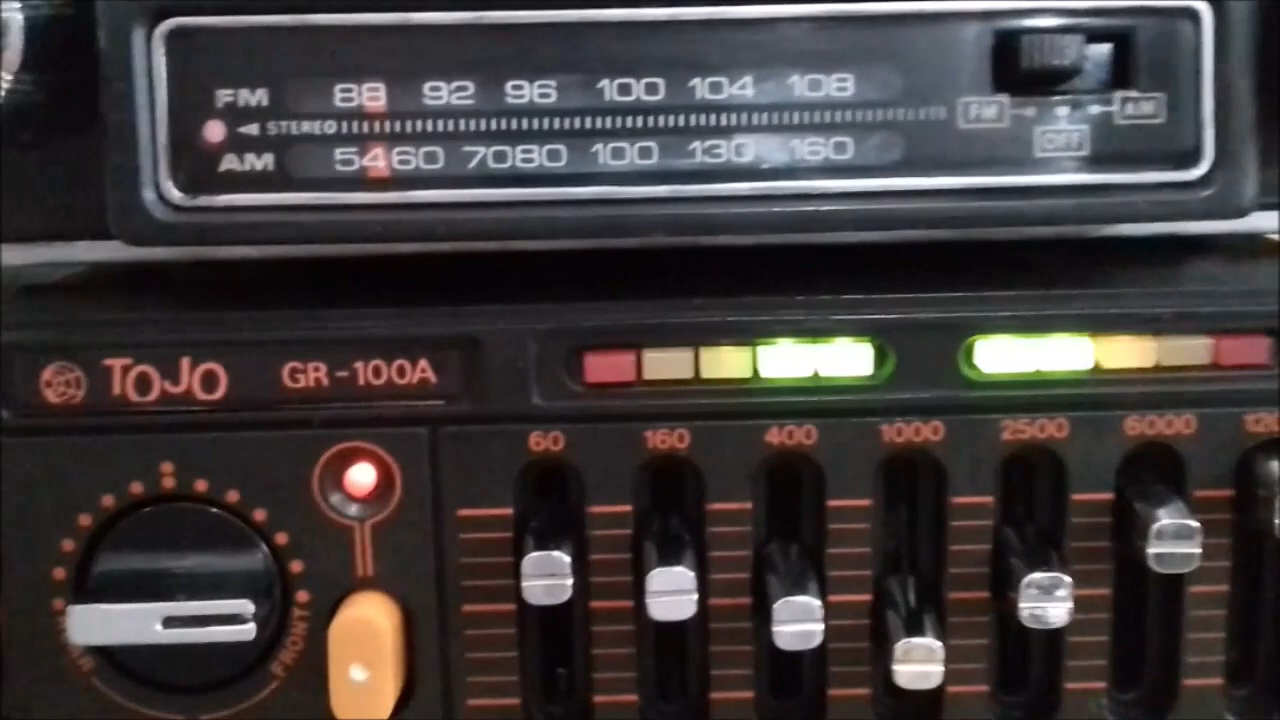 FM 88 92 96 100 104 108
STEREO
AM 54 60 70 80 100 130 160
FM AM
OFF
TOJO GR-100A
60 160 400 1000 2500 6000
FRONT